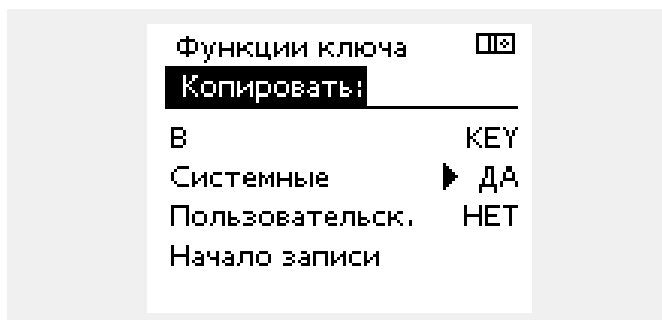 Функции ключа
Копировать:
В KEY
Системные ▶ ДА
Пользовательск. НЕТ
Начало записи